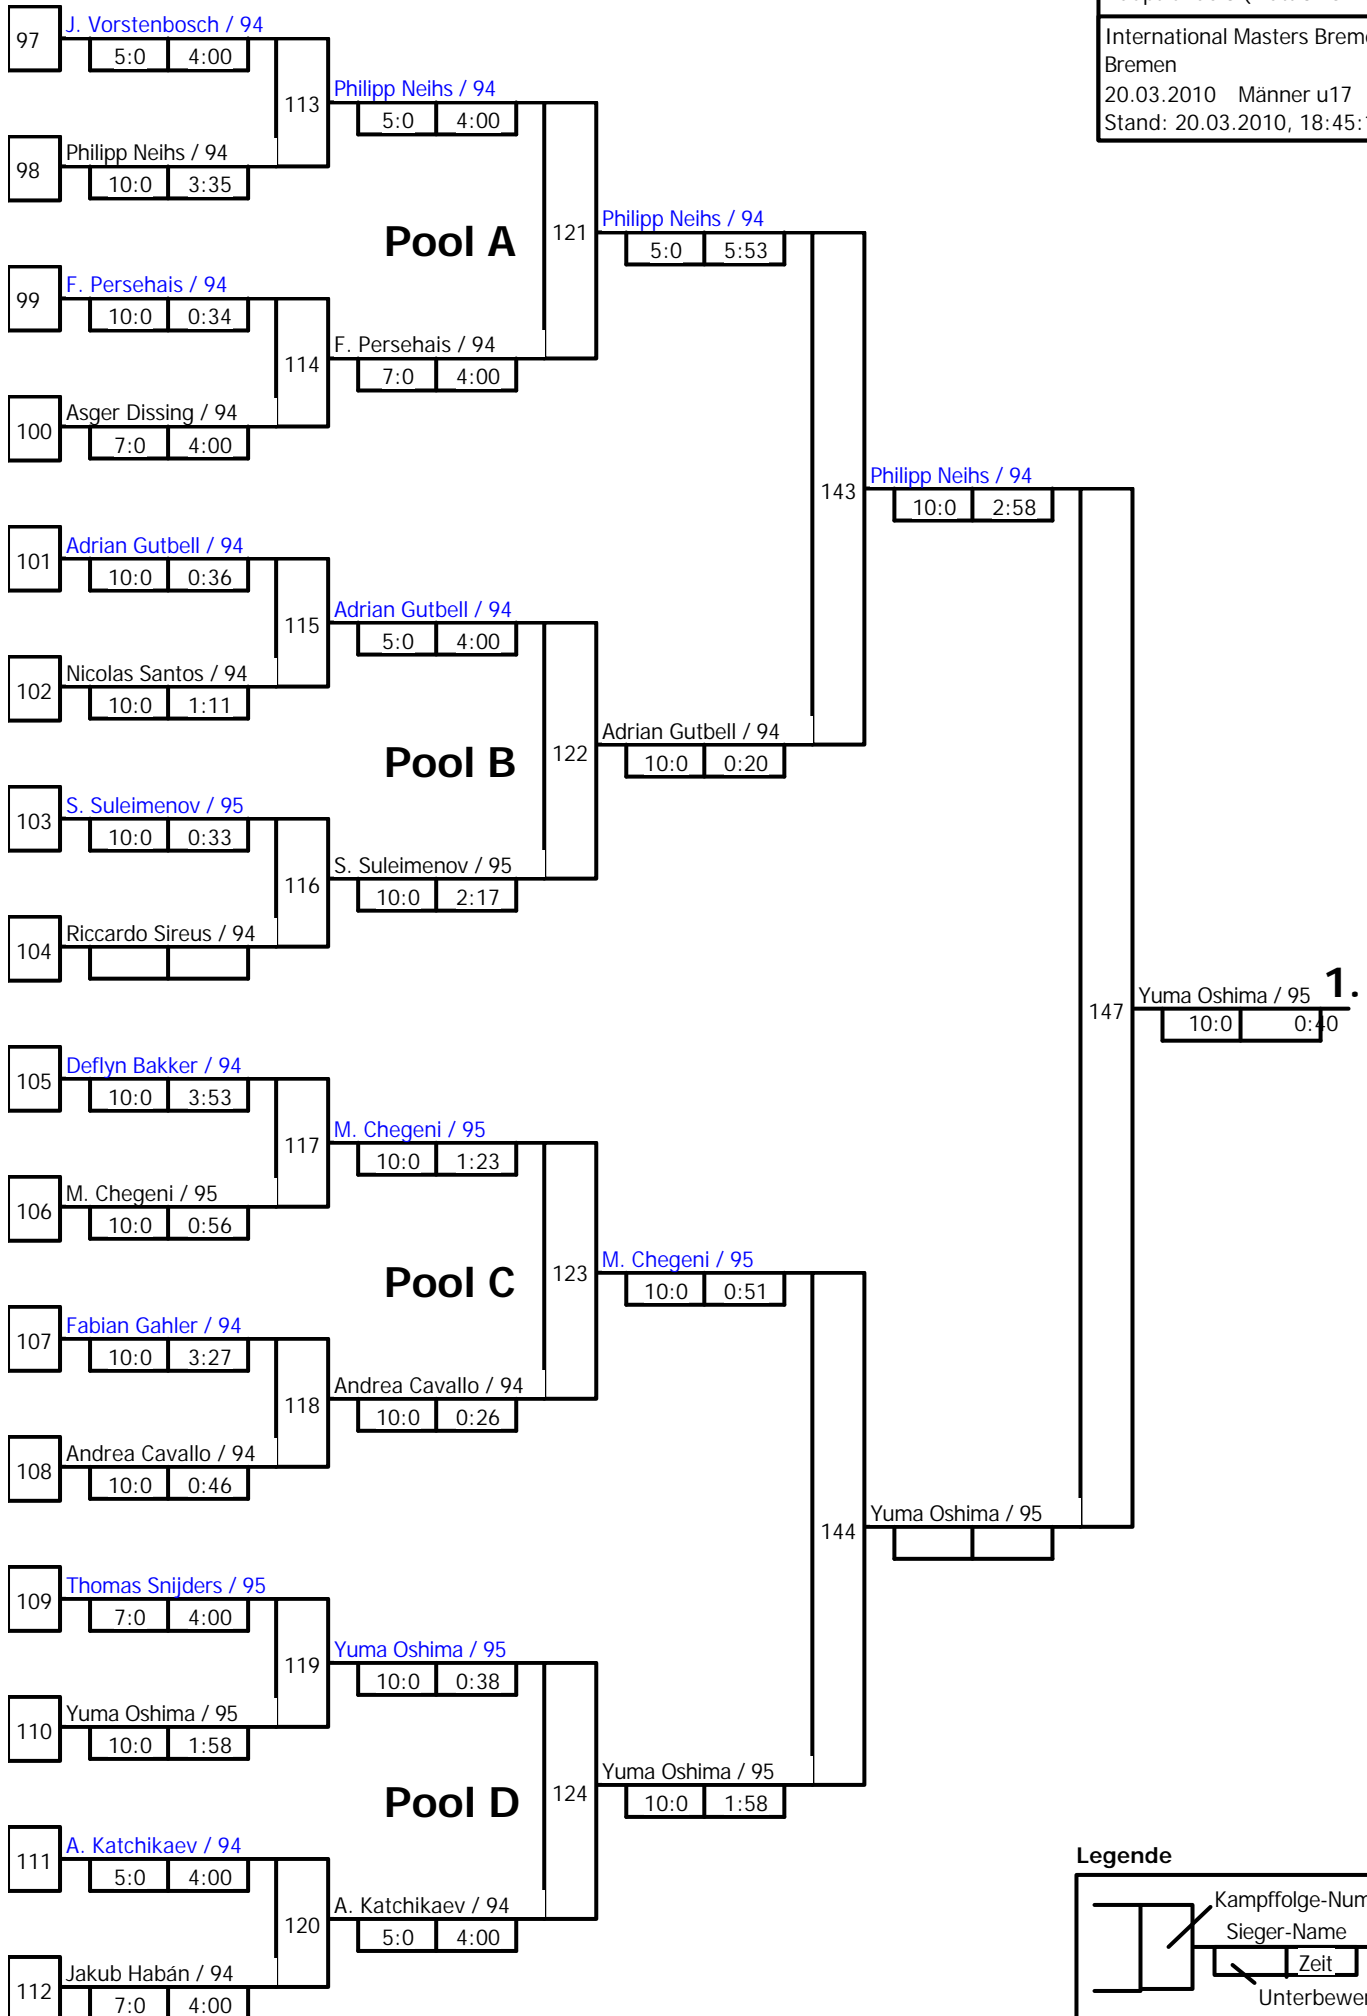 International Masters
Bremen
20.03.2010 Männer u17
Stand: 20.03.2010, 18:45:
97
J. Vorstenbosch / 94
5:0 4:00
113
Philipp Neihs / 94
5:0 4:00
98
Philipp Neihs / 94
10:0 3:35
Pool A
121
Philipp Neihs / 94
5:0 5:53
99
F. Persehais / 94
10:0 0:34
114
F. Persehais / 94
7:0 4:00
100
Asger Dissing / 94
7:0 4:00
143
Philipp Neihs / 94
10:0 2:58
101
Adrian Gutbell / 94
10:0 0:36
115
Adrian Gutbell / 94
5:0 4:00
102
Nicolas Santos / 94
10:0 1:11
Pool B
122
Adrian Gutbell / 94
10:0 0:20
103
S. Suleimenov / 95
10:0 0:33
116
S. Suleimenov / 95
10:0 2:17
104
Riccardo Sireus / 94
147
Yuma Oshima / 95 1.
10:0 0:40
105
Deflyn Bakker / 94
10:0 3:53
117
M. Chegeni / 95
10:0 1:23
106
M. Chegeni / 95
10:0 0:56
Pool C
123
M. Chegeni / 95
10:0 0:51
107
Fabian Gahler / 94
10:0 3:27
118
Andrea Cavallo / 94
10:0 0:26
108
Andrea Cavallo / 94
10:0 0:46
144
Yuma Oshima / 95
109
Thomas Snijders / 95
7:0 4:00
119
Yuma Oshima / 95
10:0 0:38
110
Yuma Oshima / 95
10:0 1:58
Pool D
124
Yuma Oshima / 95
10:0 1:58
111
A. Katchikaev / 94
5:0 4:00
120
A. Katchikaev / 94
5:0 4:00
112
Jakub Habán / 94
7:0 4:00
Legende
Kampffolge-Num
Sieger-Name
Zeit
Unterbewer